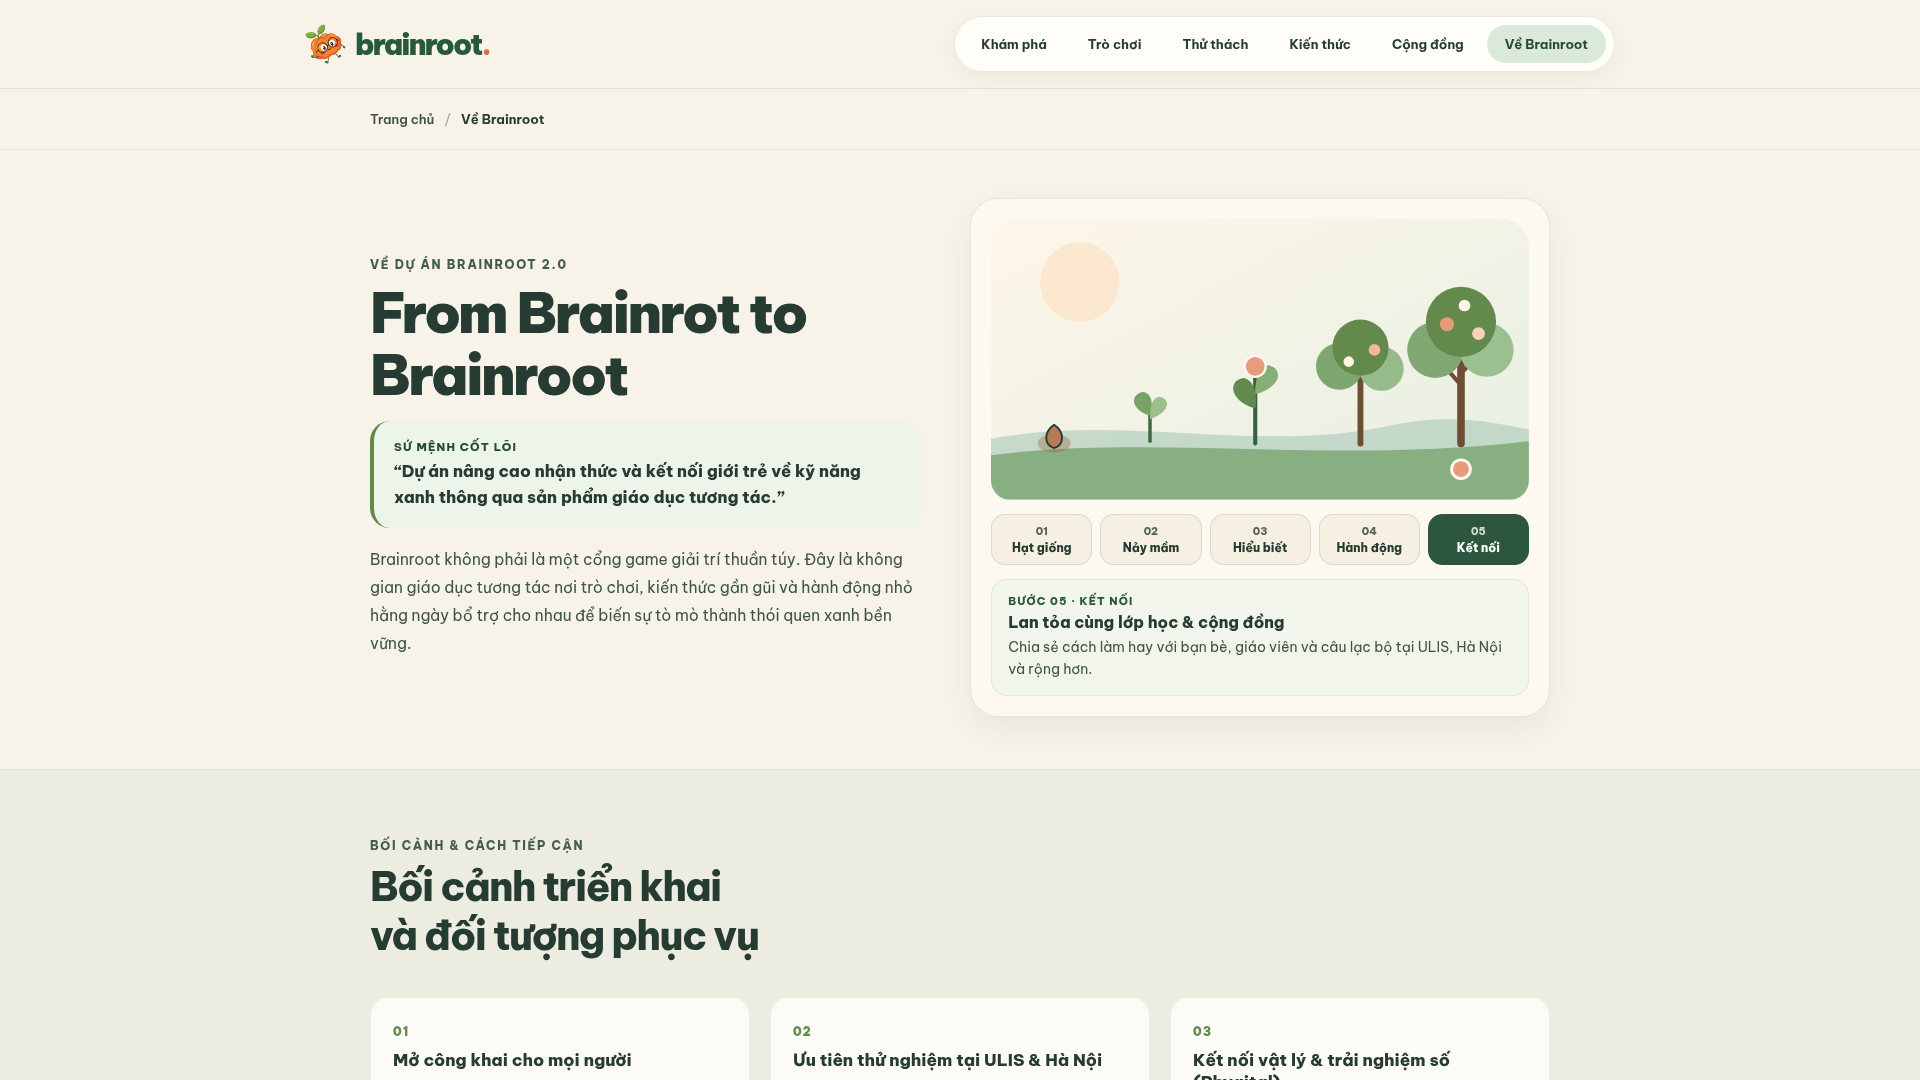 brainroot.
Khám phá
Trò chơi
Thử thách
Kiến thức
Cộng đồng
Về Brainroot
Trang chủ / Về Brainroot
VỀ DỰ ÁN BRAINROOT 2.0
From Brainrot to
Brainroot
SỨ MỆNH CỐT LÕI
“Dự án nâng cao nhận thức và kết nối giới trẻ về kỹ năng
xanh thông qua sản phẩm giáo dục tương tác.”
Brainroot không phải là một cổng game giải trí thuần túy. Đây là không
gian giáo dục tương tác nơi trò chơi, kiến thức gần gũi và hành động nhỏ
hằng ngày bổ trợ cho nhau để biến sự tò mò thành thói quen xanh bền
vững.
01
Hạt giống
02
Nảy mầm
03
Hiểu biết
04
Hành động
05
Kết nối
BƯỚC 05 · KẾT NỐI
Lan tỏa cùng lớp học & cộng đồng
Chia sẻ cách làm hay với bạn bè, giáo viên và câu lạc bộ tại ULIS, Hà Nội
và rộng hơn.
BỐI CẢNH & CÁCH TIẾP CẬN
Bối cảnh triển khai
và đối tượng phục vụ
01
Mở công khai cho mọi người
02
Ưu tiên thử nghiệm tại ULIS & Hà Nội
03
Kết nối vật lý & trải nghiệm số
(Phygital)